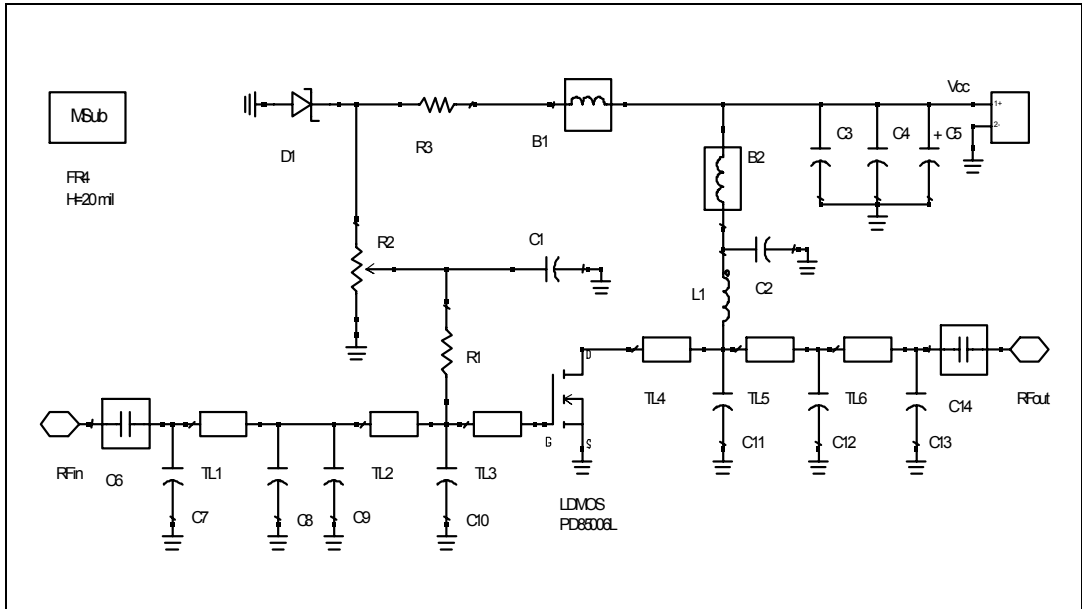 MSub
FR4
H=20 mil
D1
R3
B1
Vcc
1+
2-
C3
C4
+ C5
B2
R2
C1
L1
C2
R1
D
G
S
TL4
TL5
TL6
C14
RFout
RFin
C6
TL1
TL2
TL3
C11
C12
C13
C7
C8
C9
C10
LDMOS
PD85006L